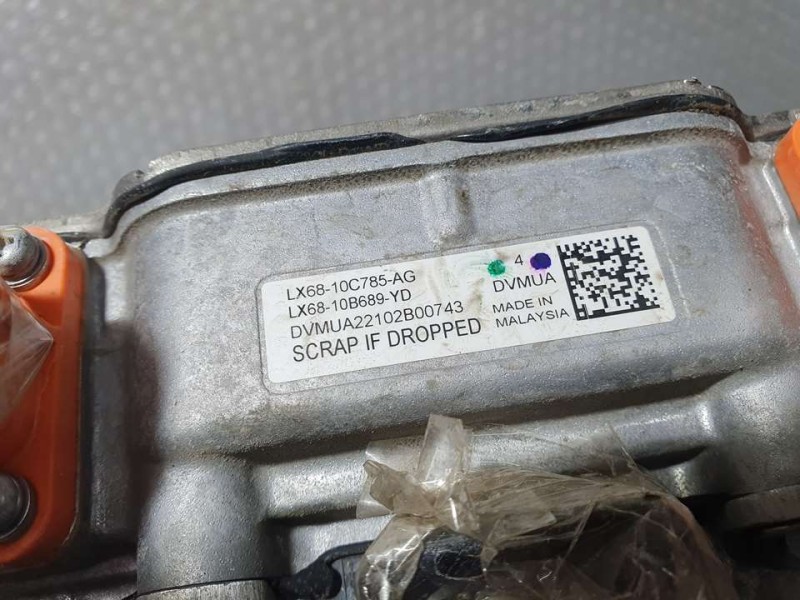 LX68-10C785-AG
LX68-10B689-YD
DVMUA22102B00743
SCRAP IF DROPPED
4
DVMUA
MADE IN
MALAYSIA